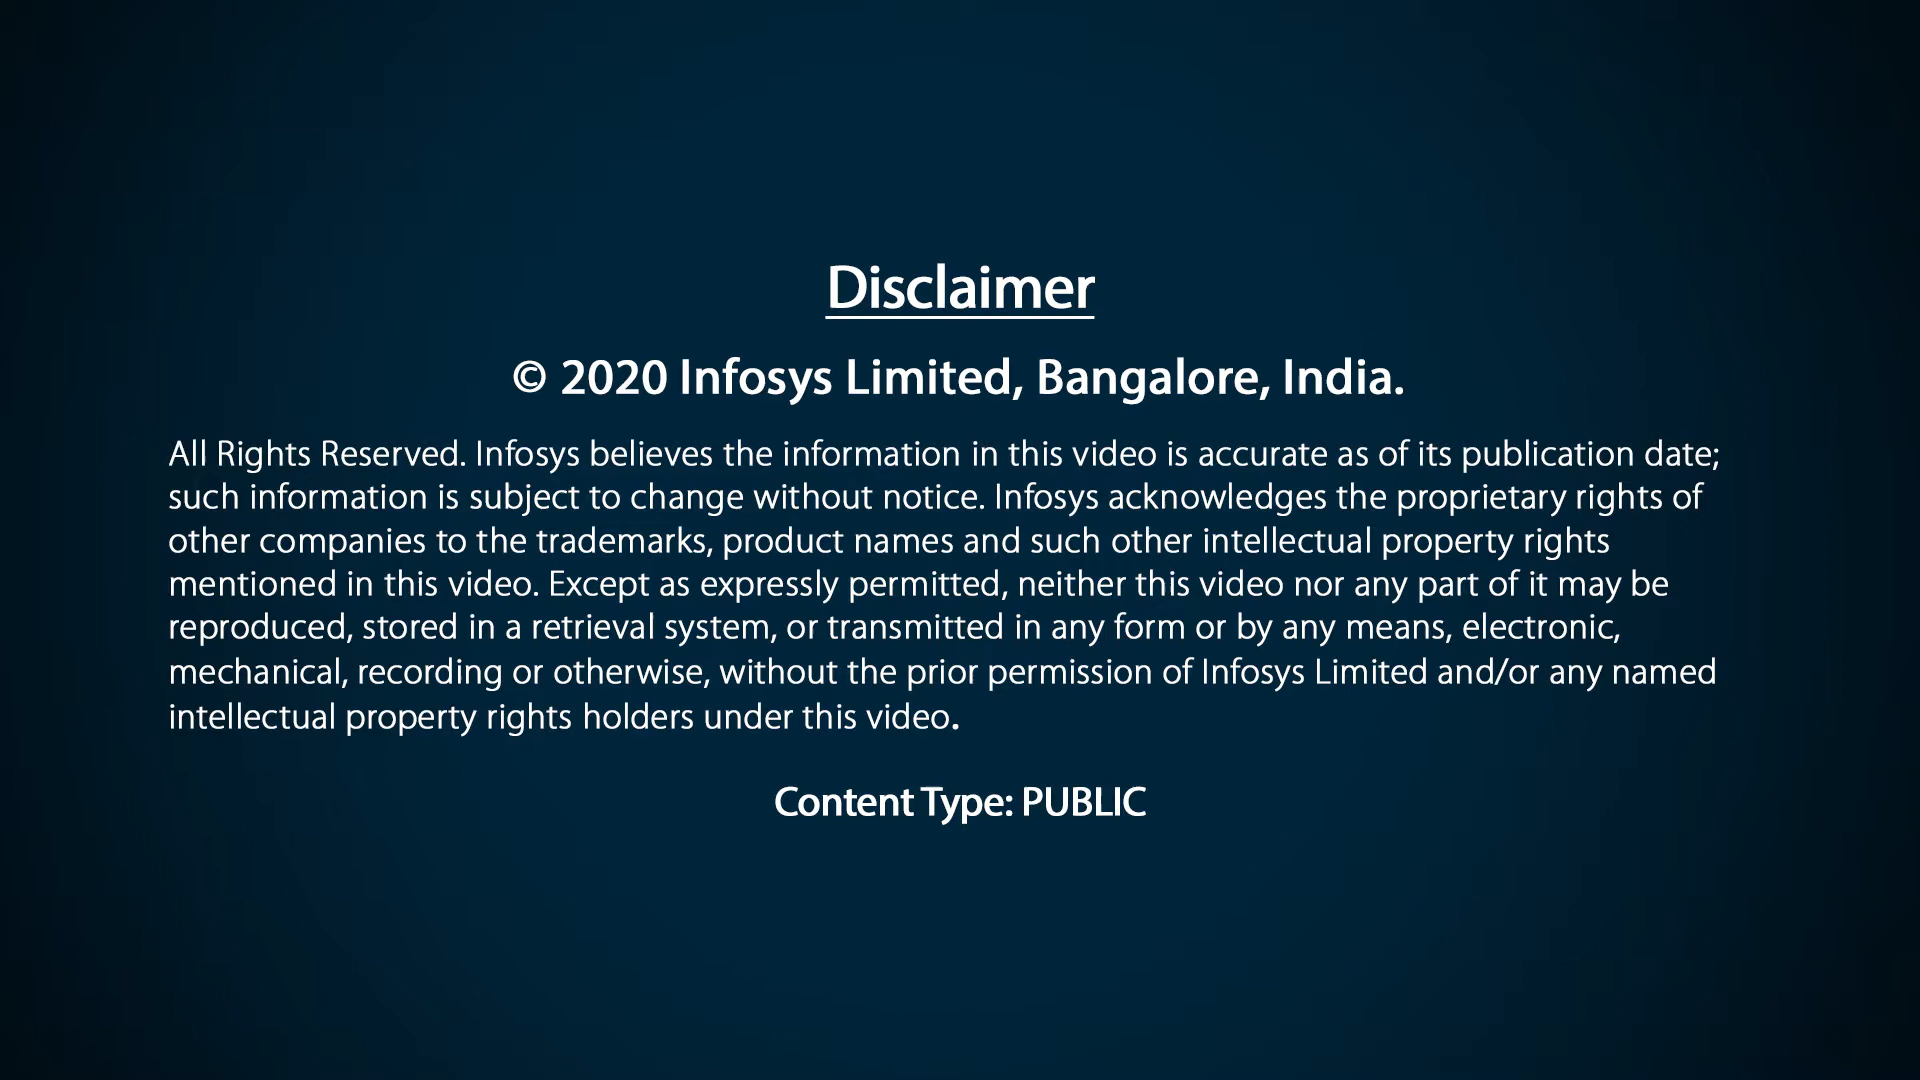 Disclaimer
© 2020 Infosys Limited, Bangalore, India.
All Rights Reserved. Infosys believes the information in this video is accurate as of its publication date;
such information is subject to change without notice. Infosys acknowledges the proprietary rights of
other companies to the trademarks, product names and such other intellectual property rights
mentioned in this video. Except as expressly permitted, neither this video nor any part of it may be
reproduced, stored in a retrieval system, or transmitted in any form or by any means, electronic,
mechanical, recording or otherwise, without the prior permission of Infosys Limited and/or any named
intellectual property rights holders under this video.
Content Type: PUBLIC